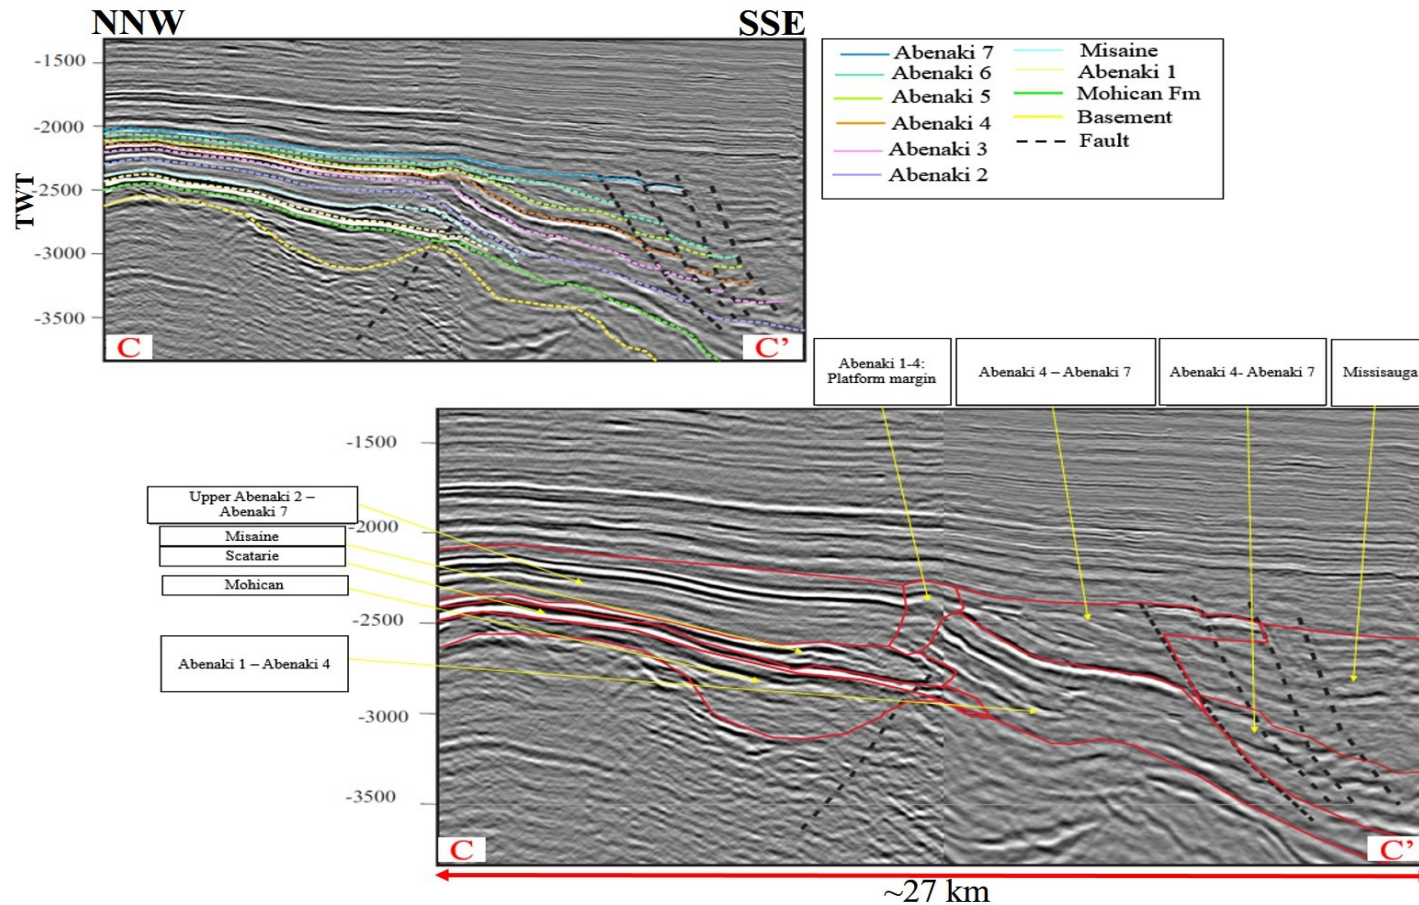 NNW
SSE
TWT
-1500
-2000
-2500
-3000
-3500
C
C’
Abenaki 7
Abenaki 6
Abenaki 5
Abenaki 4
Abenaki 3
Abenaki 2
Misaine
Abenaki 1
Mohican Fm
Basement
Fault
Abenaki 1-4:
Platform margin
Abenaki 4 – Abenaki 7
Abenaki 4- Abenaki 7
Missisauga
Upper Abenaki 2 –
Abenaki 7
Misaine
Scatarie
Mohican
Abenaki 1 – Abenaki 4
-1500
-2000
-2500
-3000
-3500
C
C’
~27 km